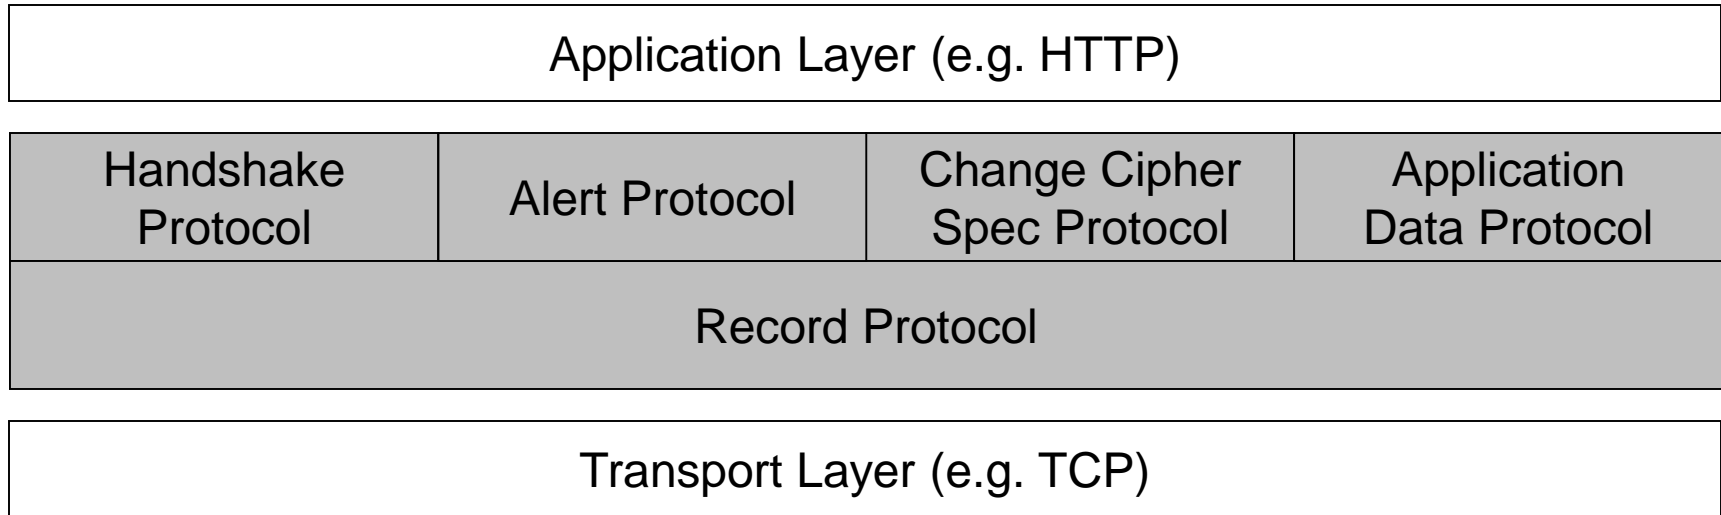 Application Layer (e.g. HTTP)
Handshake
Protocol
Alert Protocol
Change Cipher
Spec Protocol
Application
Data Protocol
Record Protocol
Transport Layer (e.g. TCP)